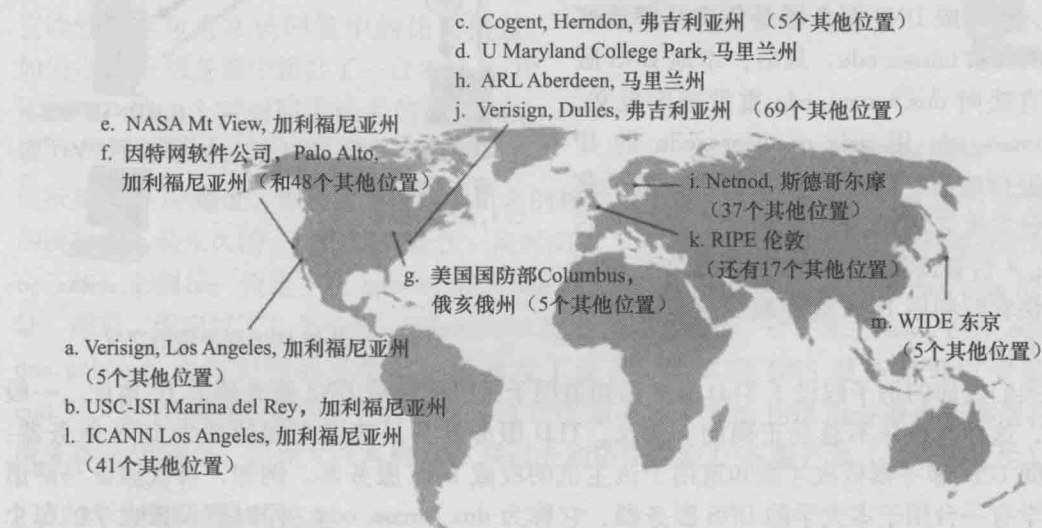 c. Cogent, Herndon, 弗吉利亚州 （5个其他位置）
d. U Maryland College Park, 马里兰州
h. ARL Aberdeen, 马里兰州
j. Verisign, Dulles, 弗吉利亚州 （69个其他位置）
e. NASA Mt View, 加利福尼亚州
f. 因特网软件公司，Palo Alto,
加利福尼亚州（和48个其他位置）
i. Netnod, 斯德哥尔摩
（37个其他位置）
k. RIPE 伦敦
（还有17个其他位置）
g. 美国国防部Columbus，
俄亥俄州（5个其他位置）
m. WIDE 东京
（5个其他位置）
a. Verisign, Los Angeles, 加利福尼亚州
（5个其他位置）
b. USC-ISI Marina del Rey，加利福尼亚州
l. ICANN Los Angeles, 加利福尼亚州
（41个其他位置）